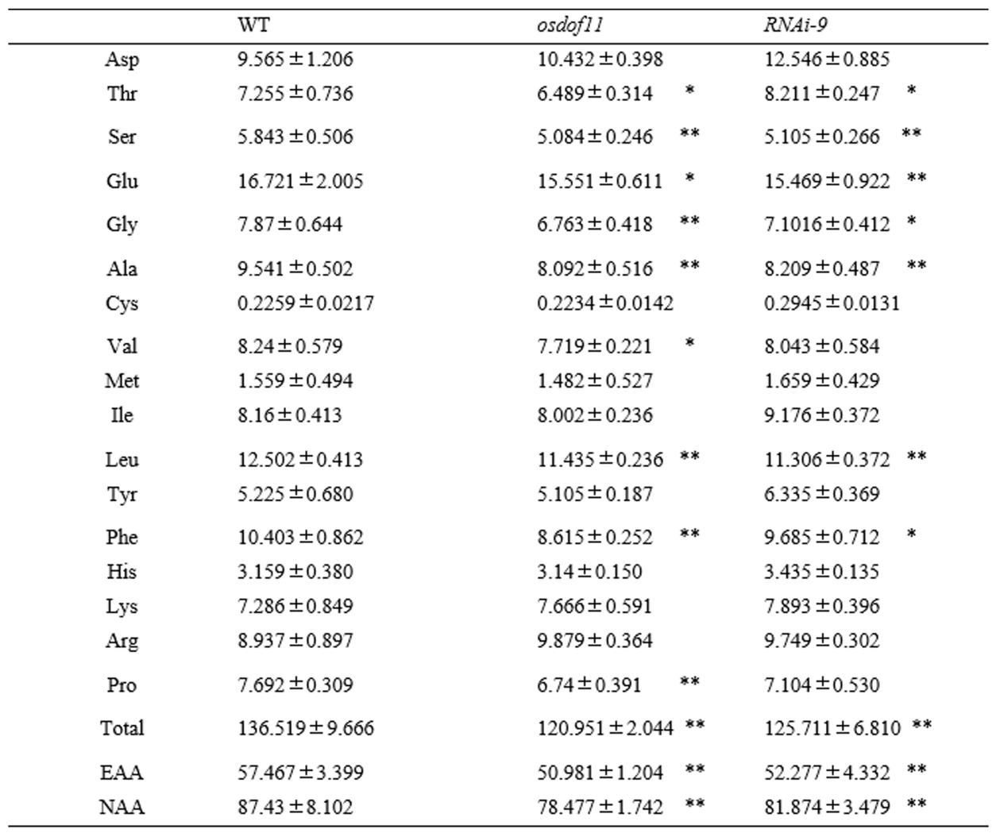 WT osdof11 RNAi-9
Asp 9.565±1.206 10.432±0.398 12.546±0.885
Thr 7.255±0.736 6.489±0.314 * 8.211±0.247 *
Ser 5.843±0.506 5.084±0.246 ** 5.105±0.266 **
Glu 16.721±2.005 15.551±0.611 * 15.469±0.922 **
Gly 7.87±0.644 6.763±0.418 ** 7.1016±0.412 *
Ala 9.541±0.502 8.092±0.516 ** 8.209±0.487 **
Cys 0.2259±0.0217 0.2234±0.0142 0.2945±0.0131
Val 8.24±0.579 7.719±0.221 * 8.043±0.584
Met 1.559±0.494 1.482±0.527 1.659±0.429
Ile 8.16±0.413 8.002±0.236 9.176±0.372
Leu 12.502±0.413 11.435±0.236 ** 11.306±0.372 **
Tyr 5.225±0.680 5.105±0.187 6.335±0.369
Phe 10.403±0.862 8.615±0.252 ** 9.685±0.712 *
His 3.159±0.380 3.14±0.150 3.435±0.135
Lys 7.286±0.849 7.666±0.591 7.893±0.396
Arg 8.937±0.897 9.879±0.364 9.749±0.302
Pro 7.692±0.309 6.74±0.391 ** 7.104±0.530
Total 136.519±9.666 120.951±2.044 ** 125.711±6.810 **
EAA 57.467±3.399 50.981±1.204 ** 52.277±4.332 **
NAA 87.43±8.102 78.477±1.742 ** 81.874±3.479 **